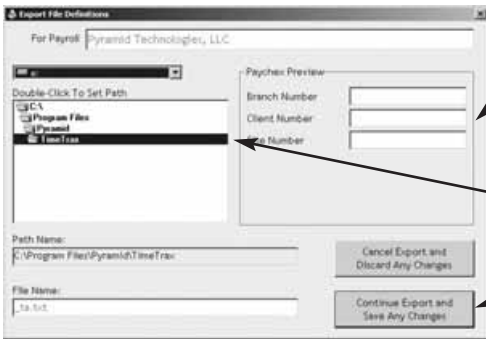 Export File Definitions
For Payroll Pyramid Technologies, LLC
c:
Double-Click To Set Path
C:\
Program Files
Pyramid
TimeTrax
Paychex Preview
Branch Number
Client Number
Site Number
Path Name:
C:\Program Files\Pyramid\TimeTrax
File Name:
_ta.txt
Cancel Export and
Discard Any Changes
Continue Export and
Save Any Changes